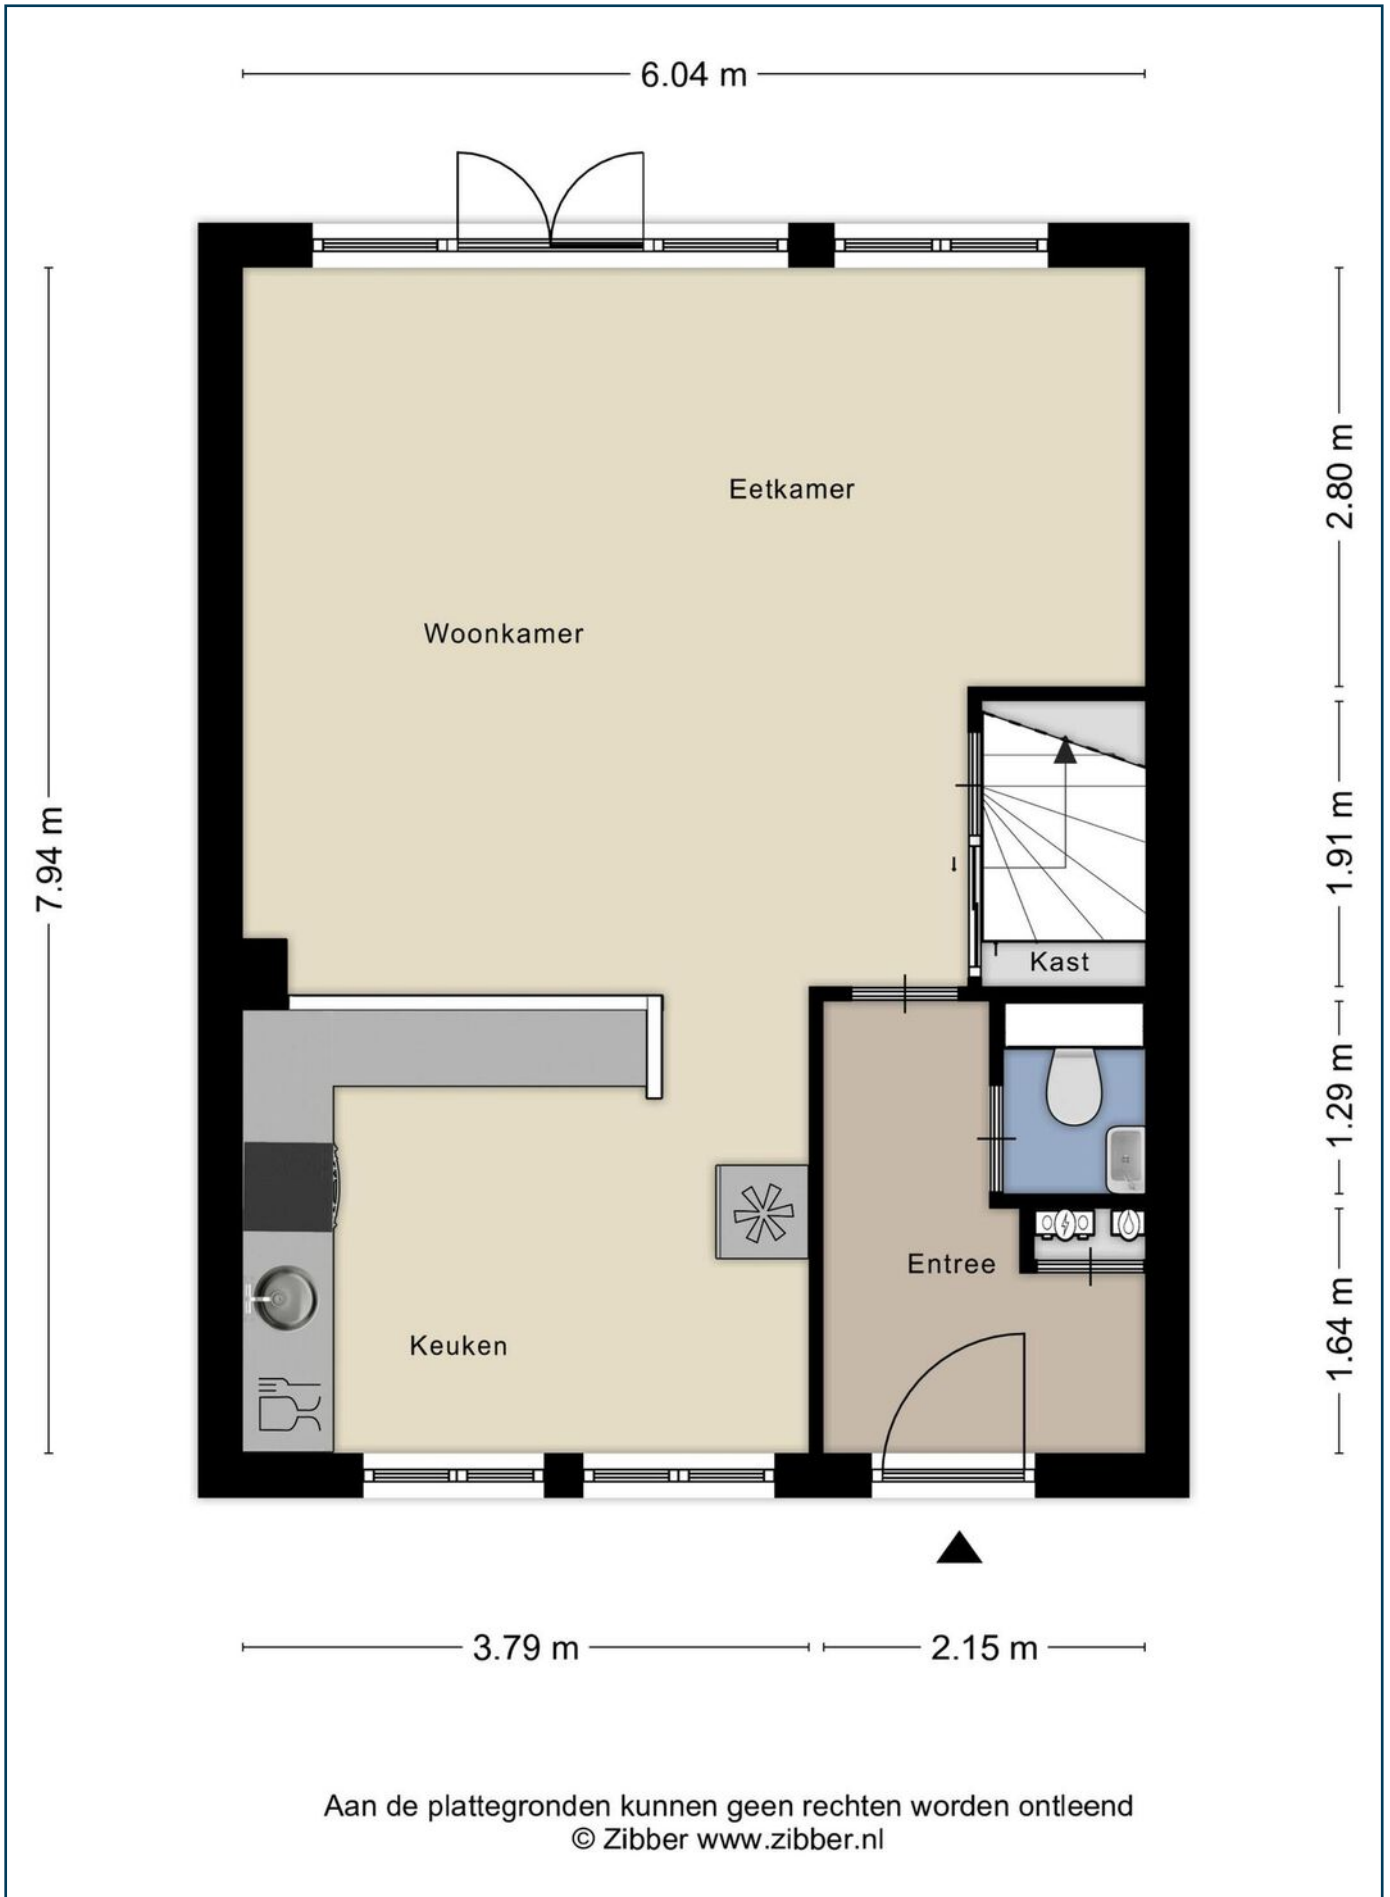 6.04 m
Eetkamer
2.80 m
Woonkamer
7.94 m
1.91 m
Kast
1.29 m
Entree
1.64 m
Keuken
3.79 m
2.15 m
Aan de plattegronden kunnen geen rechten worden ontleend
© Zibber www.zibber.nl